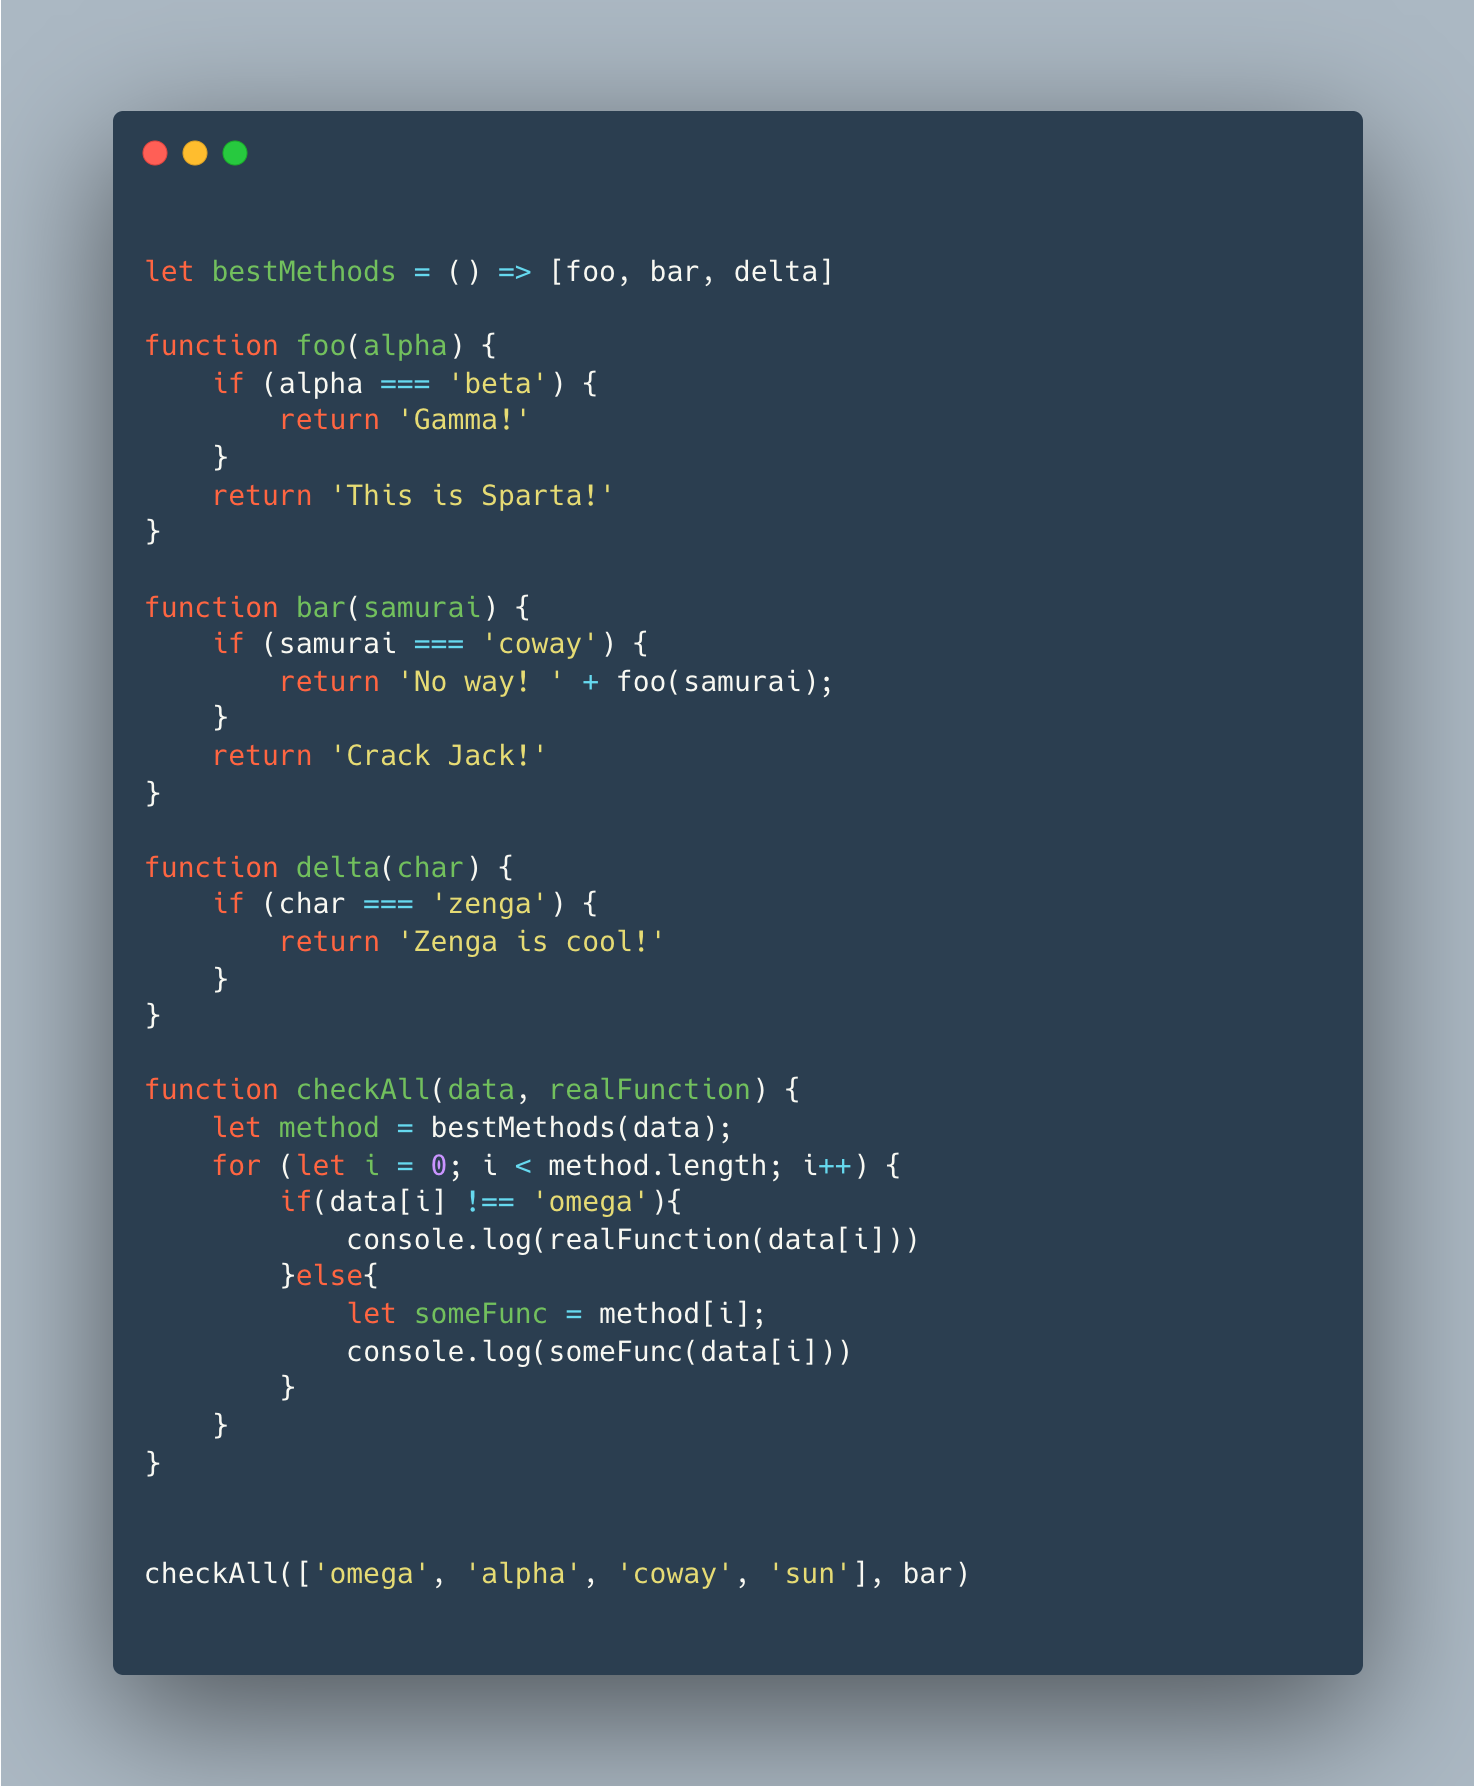 let bestMethods = () => [foo, bar, delta]
function foo(alpha) {
    if (alpha === 'beta') {
        return 'Gamma!'
    }
    return 'This is Sparta!'
}
function bar(samurai) {
    if (samurai === 'coway') {
        return 'No way! ' + foo(samurai);
    }
    return 'Crack Jack!'
}
function delta(char) {
    if (char === 'zenga') {
        return 'Zenga is cool!'
    }
}
function checkAll(data, realFunction) {
    let method = bestMethods(data);
    for (let i = 0; i < method.length; i++) {
        if(data[i] !== 'omega'){
            console.log(realFunction(data[i]))
        }else{
            let someFunc = method[i];
            console.log(someFunc(data[i]))
        }
    }
}
checkAll(['omega', 'alpha', 'coway', 'sun'], bar)